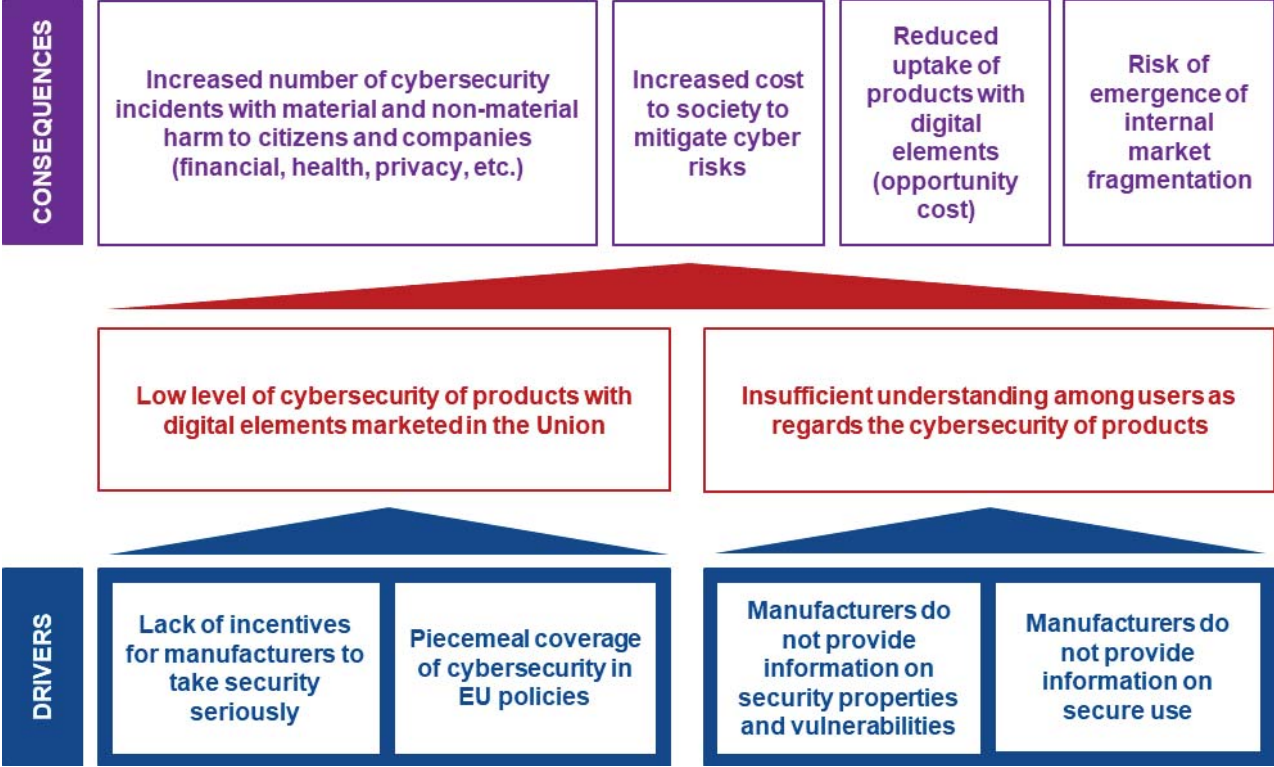 CONSEQUENCES
Increased number of cybersecurity
incidents with material and non-material
harm to citizens and companies
(financial, health, privacy, etc.)
Increased cost
to society to
mitigate cyber
risks
Reduced
uptake of
products with
digital
elements
(opportunity
cost)
Risk of
emergence of
internal
market
fragmentation
Low level of cybersecurity of products with
digital elements marketed in the Union
Insufficient understanding among users as
regards the cybersecurity of products
DRIVERS
Lack of incentives
for manufacturers to
take security
seriously
Piecemeal coverage
of cybersecurity in
EU policies
Manufacturers do
not provide
information on
security properties
and vulnerabilities
Manufacturers do
not provide
information on
secure use